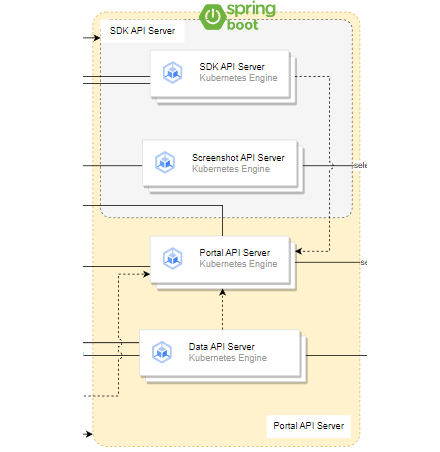 spring
boot
SDK API Server
SDK API Server
Kubernetes Engine
Screenshot API Server
Kubernetes Engine
sele
Portal API Server
Kubernetes Engine
se
Data API Server
Kubernetes Engine
Portal API Server